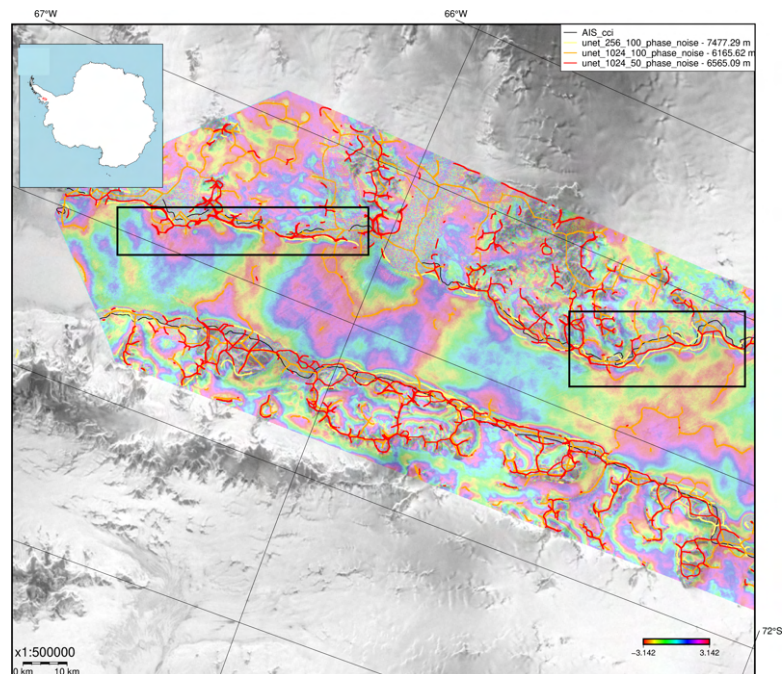 67°W
66°W
AIS_cci
unet_256_100_phase_noise - 7477.29 m
unet_1024_100_phase_noise - 6165.62 m
unet_1024_50_phase_noise - 6565.09 m
72°S
x1:500000
0 km 10 km
−3.142 3.142